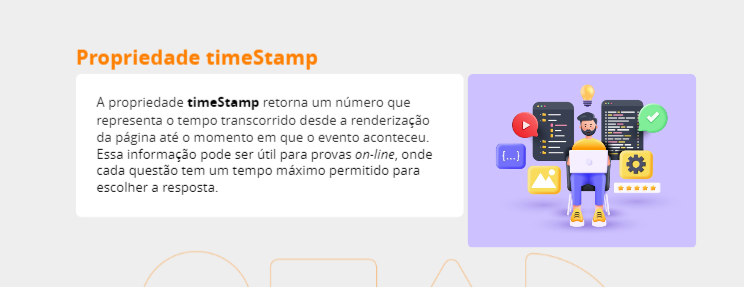 Propriedade timeStamp
A propriedade timeStamp retorna um número que
representa o tempo transcorrido desde a renderização
da página até o momento em que o evento aconteceu.
Essa informação pode ser útil para provas on-line, onde
cada questão tem um tempo máximo permitido para
escolher a resposta.
{...}